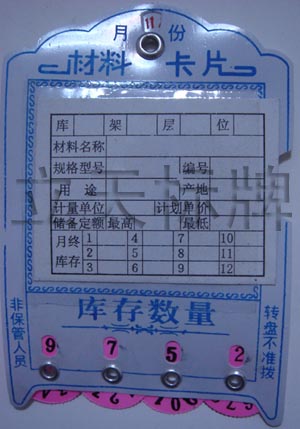 11
月 份
材料 卡片
库 架 层 位
材料名称
规格型号 编号
用途 产地
计量单位 计划单价
储备定额 最高 最低
月终 1 4 7 10
库存 2 5 8 11
3 6 9 12
库存数量
非保管人员
转盘不准拨
9 7 5 2